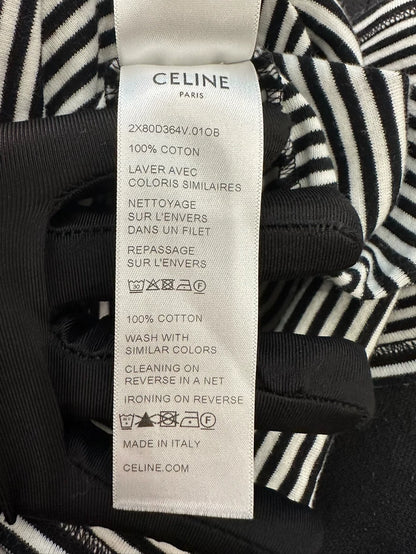 CELINE
PARIS
2X80D364V.01OB
100% COTON
LAVER AVEC
COLORIS SIMILAIRES
NETTOYAGE
SUR L'ENVERS
DANS UN FILET
REPASSAGE
SUR L'ENVERS
30 F
100% COTTON
WASH WITH
SIMILAR COLORS
CLEANING ON
REVERSE IN A NET
IRONING ON REVERSE
F
MADE IN ITALY
CELINE.COM